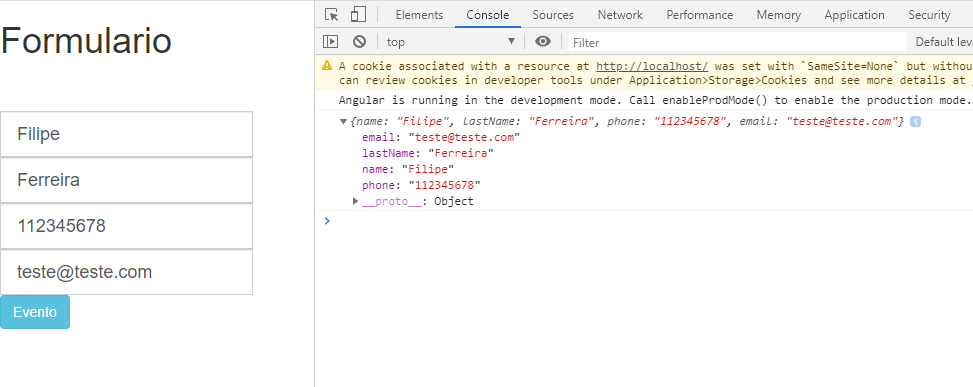 Formulario
Filipe
Ferreira
112345678
teste@teste.com
Evento
Elements Console Sources Network Performance Memory Application Security
top Filter Default leve
A cookie associated with a resource at http://localhost/ was set with `SameSite=None` but withou
can review cookies in developer tools under Application>Storage>Cookies and see more details at
Angular is running in the development mode. Call enableProdMode() to enable the production mode.
{name: "Filipe", lastName: "Ferreira", phone: "112345678", email: "teste@teste.com"}
email: "teste@teste.com"
lastName: "Ferreira"
name: "Filipe"
phone: "112345678"
__proto__: Object